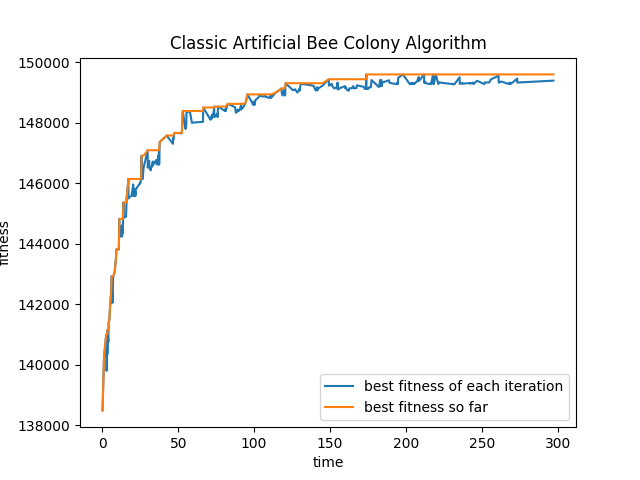 Classic Artificial Bee Colony Algorithm
150000
148000
146000
144000
142000
140000
138000
fitness
best fitness of each iteration
best fitness so far
0 50 100 150 200 250 300
time